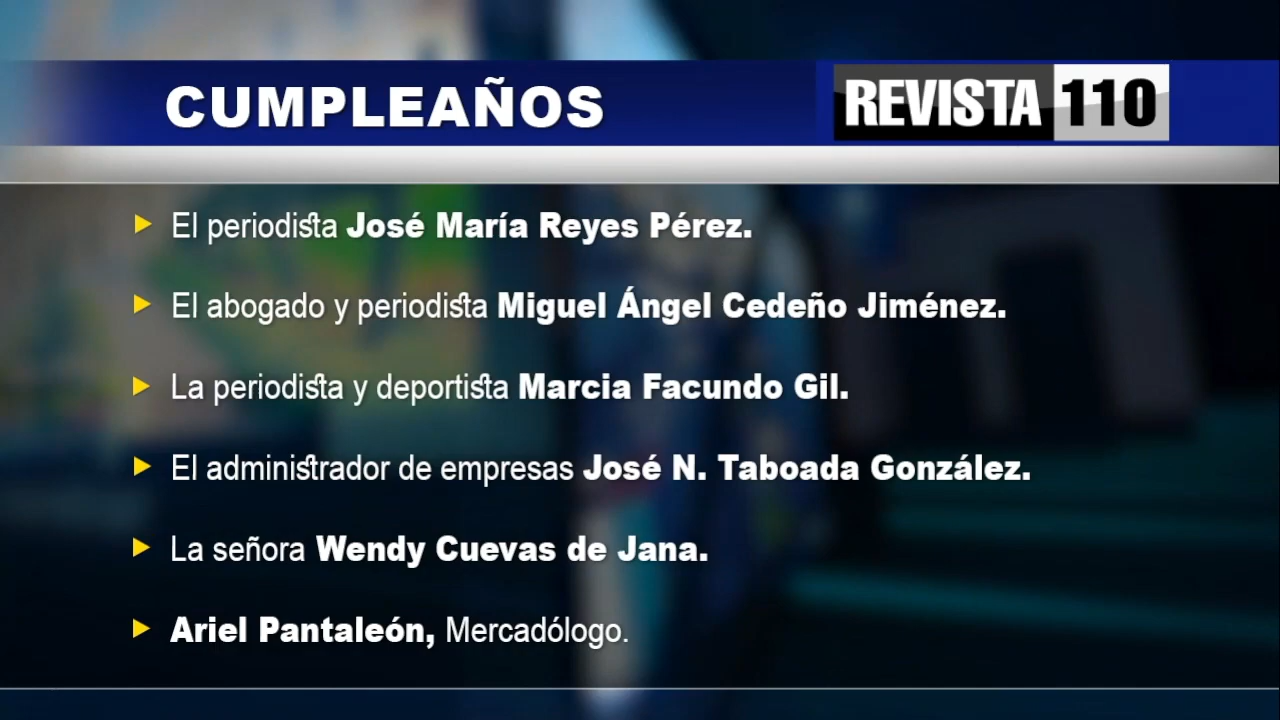 CUMPLEAÑOS
REVISTA 110
El periodista José María Reyes Pérez.
El abogado y periodista Miguel Ángel Cedeño Jiménez.
La periodista y deportista Marcia Facundo Gil.
El administrador de empresas José N. Taboada González.
La señora Wendy Cuevas de Jana.
Ariel Pantaleón, Mercadólogo.